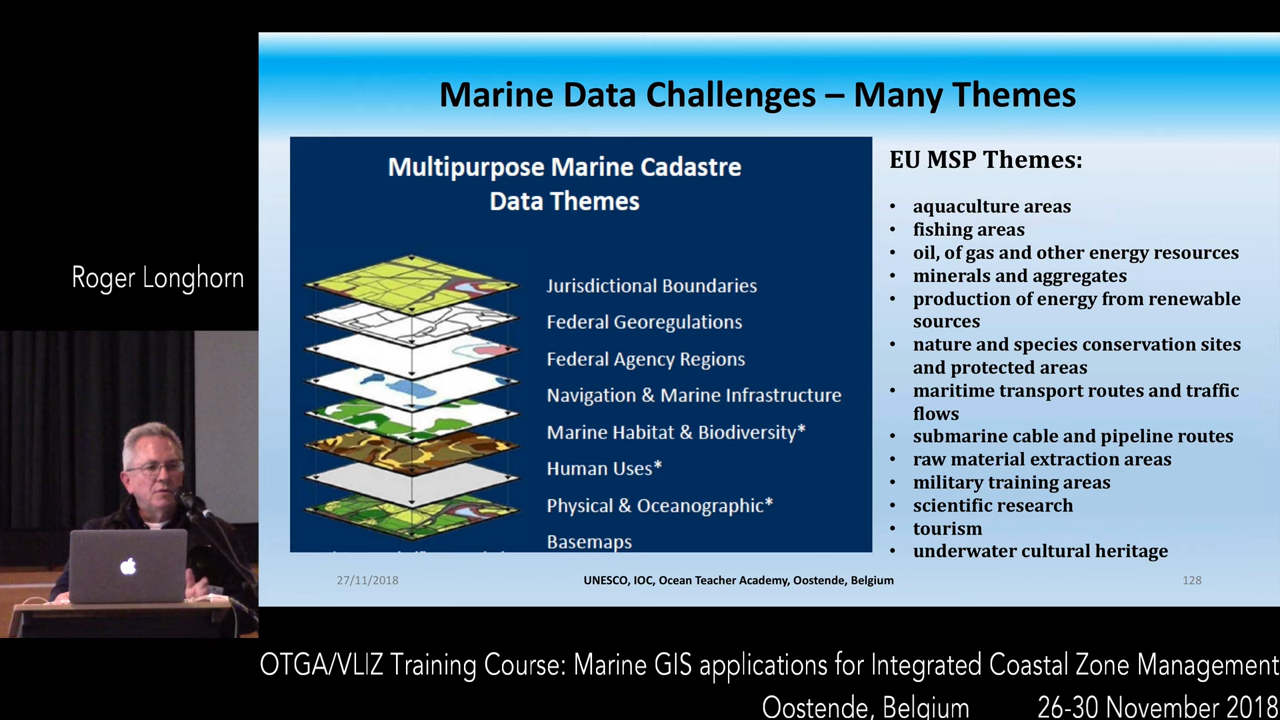 Marine Data Challenges – Many Themes
Multipurpose Marine Cadastre
Data Themes
Jurisdictional Boundaries
Federal Georegulations
Federal Agency Regions
Navigation & Marine Infrastructure
Marine Habitat & Biodiversity*
Human Uses*
Physical & Oceanographic*
Basemaps
EU MSP Themes:
• aquaculture areas
• fishing areas
• oil, of gas and other energy resources
• minerals and aggregates
• production of energy from renewable
sources
• nature and species conservation sites
and protected areas
• maritime transport routes and traffic
flows
• submarine cable and pipeline routes
• raw material extraction areas
• military training areas
• scientific research
• tourism
• underwater cultural heritage
27/11/2018
UNESCO, IOC, Ocean Teacher Academy, Oostende, Belgium
128
Roger Longhorn
OTGA/VLIZ Training Course: Marine GIS applications for Integrated Coastal Zone Management
Oostende, Belgium 26-30 November 2018